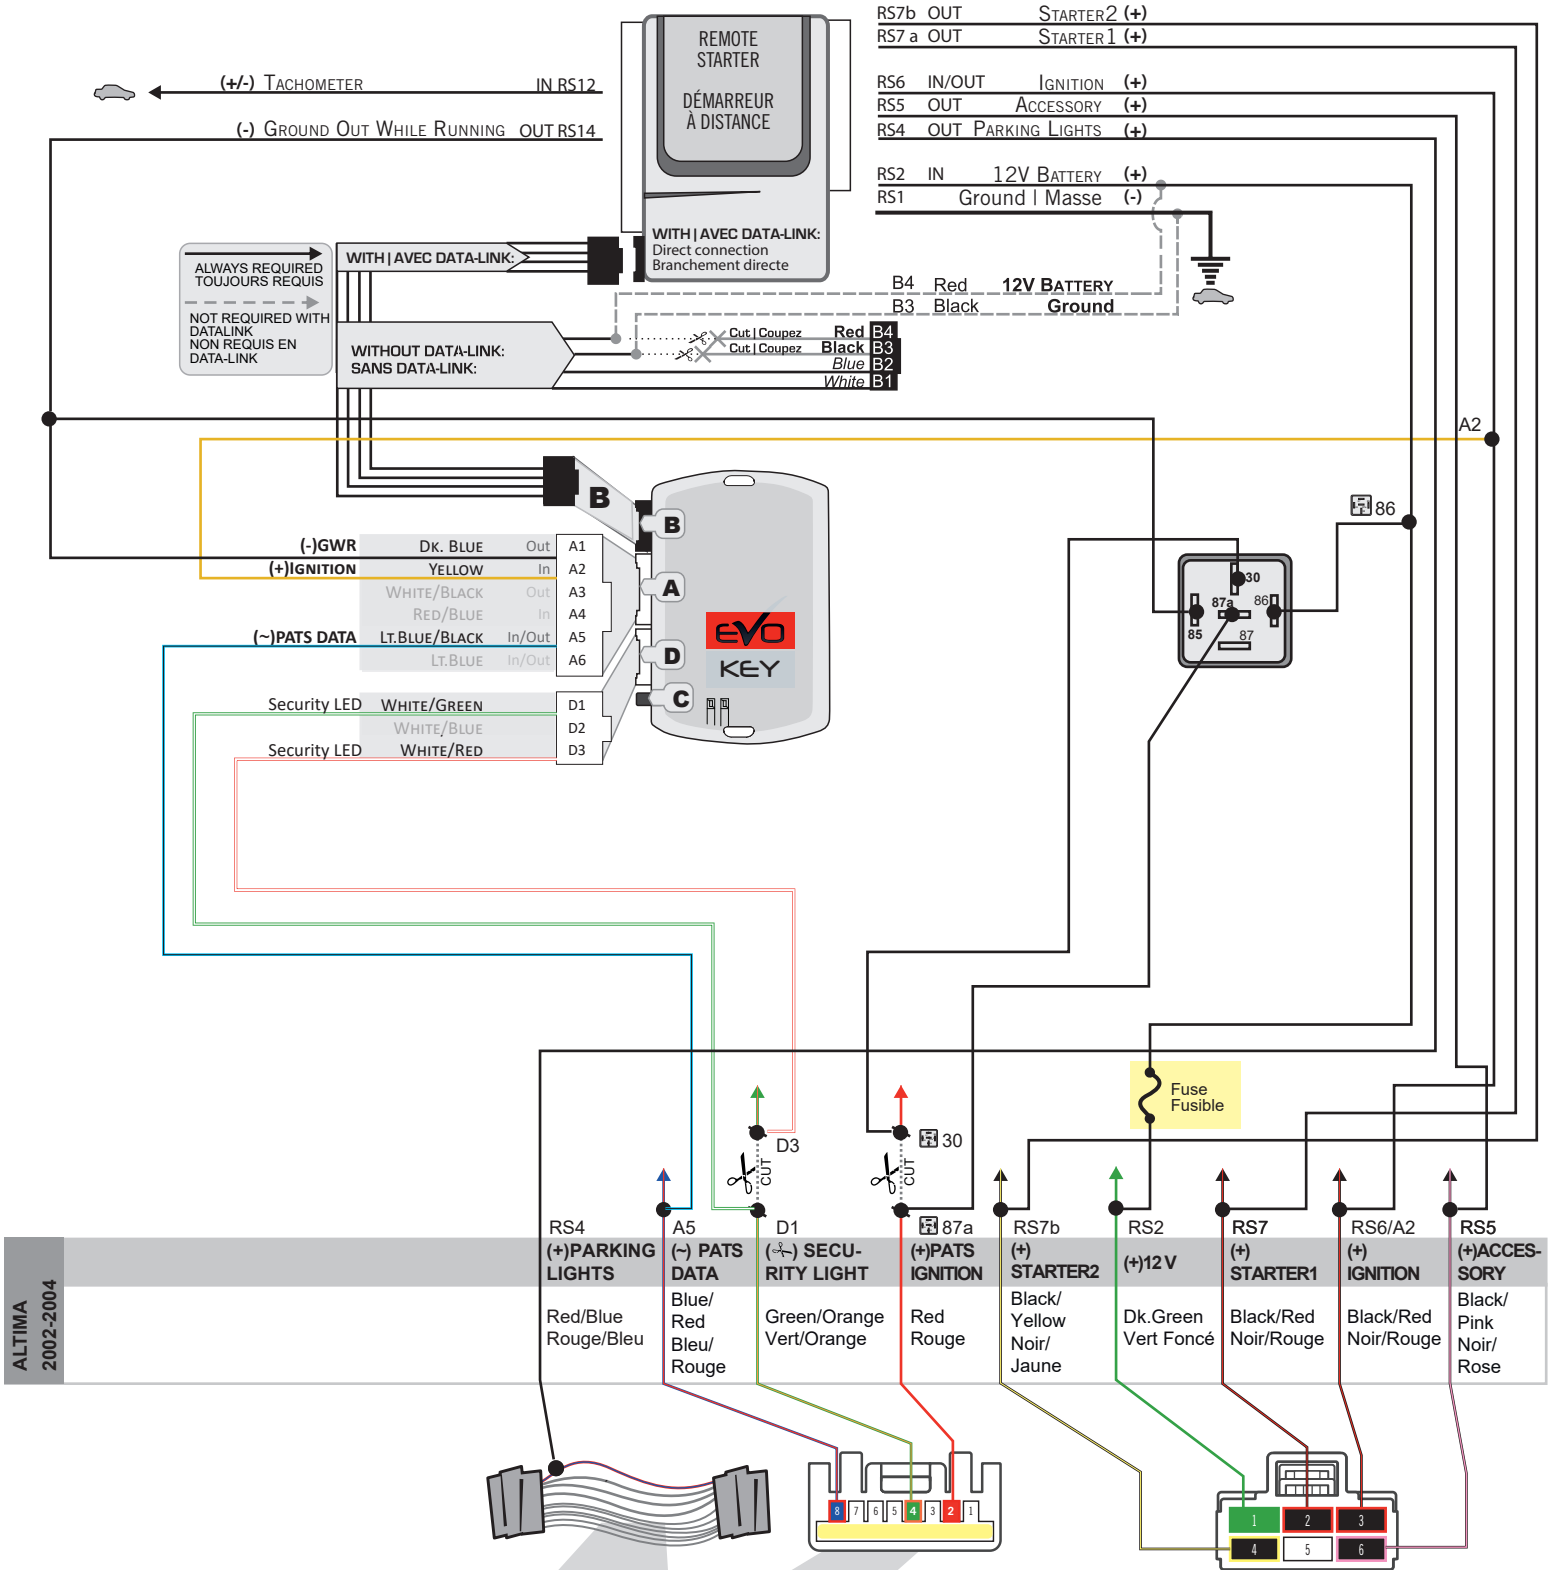 RS7b OUT STARTER2 (+)
RS7 a OUT STARTER1 (+)
REMOTE
STARTER
DÉMARREUR
À DISTANCE
(+/-) TACHOMETER IN RS12
RS6 IN/OUT IGNITION (+)
RS5 OUT ACCESSORY (+)
(-) GROUND OUT WHILE RUNNING OUT RS14
RS4 OUT PARKING LIGHTS (+)
RS2 IN 12V BATTERY (+)
RS1 Ground | Masse (-)
WITH | AVEC DATA-LINK:
Direct connection
Branchement directe
WITH | AVEC DATA-LINK:
ALWAYS REQUIRED
TOUJOURS REQUIS
NOT REQUIRED WITH
DATALINK
NON REQUIS EN
DATA-LINK
B4 Red 12V BATTERY
B3 Black Ground
WITHOUT DATA-LINK:
SANS DATA-LINK:
Cut | Coupez Red B4
Cut | Coupez Black B3
Blue B2
White B1
A2
86
B
B
A
D
C
EVO
KEY
(-)GWR DK. BLUE Out A1
(+)IGNITION YELLOW In A2
WHITE/BLACK Out A3
RED/BLUE In A4
(~)PATS DATA LT.BLUE/BLACK In/Out A5
LT.BLUE In/Out A6
Security LED WHITE/GREEN D1
WHITE/BLUE D2
Security LED WHITE/RED D3
30
87a
86
85
87
Fuse
Fusible
D3
CUT
30
CUT
RS4
A5
D1
87a
RS7b
RS2
RS7
RS6/A2
RS5
ALTIMA
2002-2004
(+)PARKING
LIGHTS
(~) PATS
DATA
() SECU-
RITY LIGHT
(+)PATS
IGNITION
(+)
STARTER2
(+)12 V
(+)
STARTER1
(+)
IGNITION
(+)ACCES-
SORY
Red/Blue
Rouge/Bleu
Blue/
Red
Bleu/
Rouge
Green/Orange
Vert/Orange
Red
Rouge
Black/
Yellow
Noir/
Jaune
Dk.Green
Vert Foncé
Black/Red
Noir/Rouge
Black/Red
Noir/Rouge
Black/
Pink
Noir/
Rose
8 7 6 5 4 3 2 1
1 2 3
4 5 6